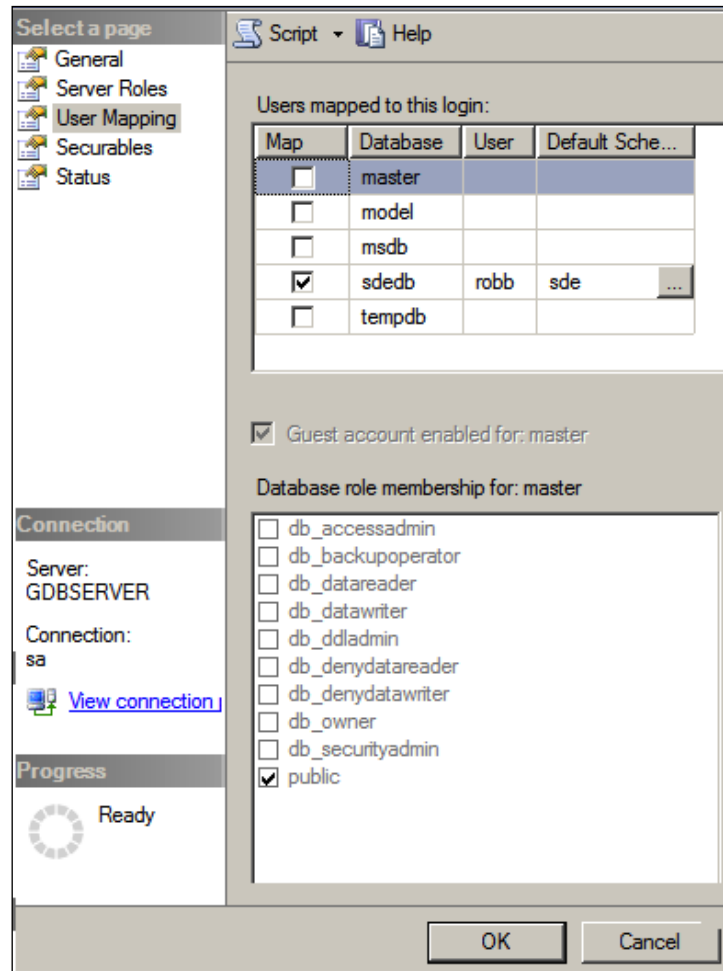 Select a page
General
Server Roles
User Mapping
Securables
Status
Connection
Server:
GDBSERVER
Connection:
sa
View connection
Progress
Ready
Script Help
Users mapped to this login:
Map Database User Default Sche...
master
model
msdb
sdedb robb sde ...
tempdb
Guest account enabled for: master
Database role membership for: master
db_accessadmin
db_backupoperator
db_datareader
db_datawriter
db_ddladmin
db_denydatareader
db_denydatawriter
db_owner
db_securityadmin
public
OK Cancel